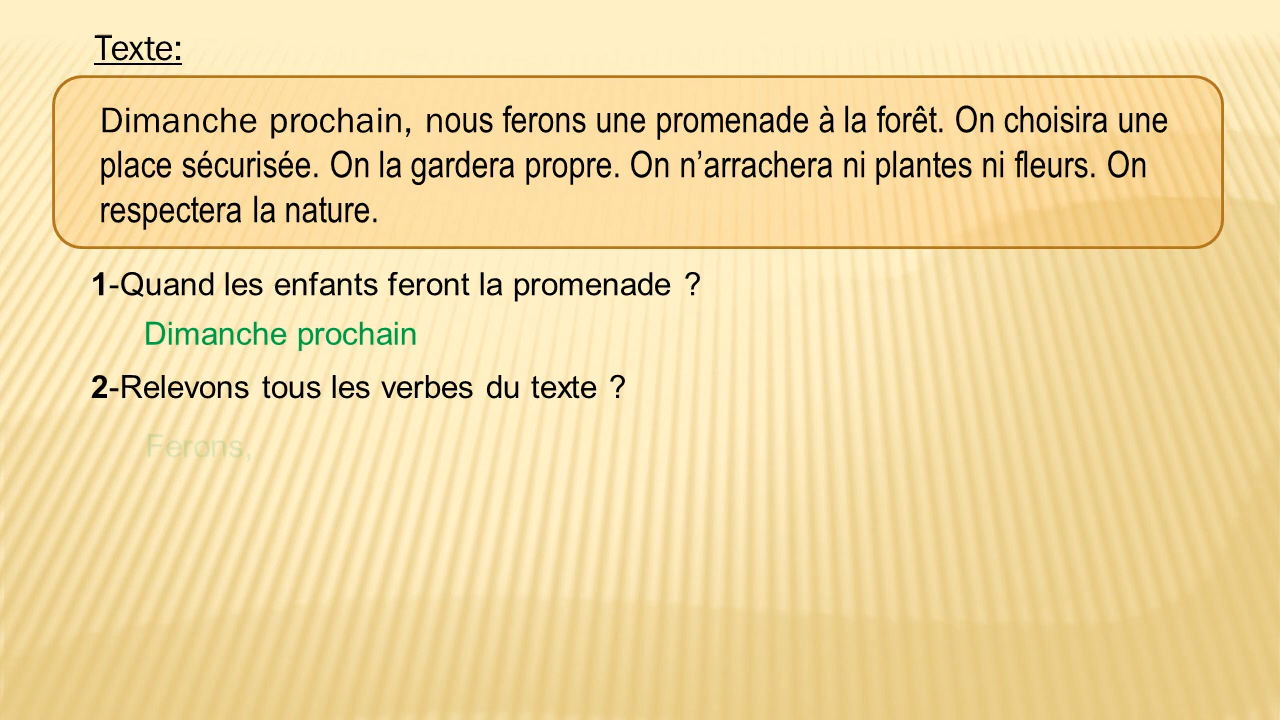 Texte:
Dimanche prochain, nous ferons une promenade à la forêt. On choisira une
place sécurisée. On la gardera propre. On n’arrachera ni plantes ni fleurs. On
respectera la nature.
1-Quand les enfants feront la promenade ?
Dimanche prochain
2-Relevons tous les verbes du texte ?
Ferons,